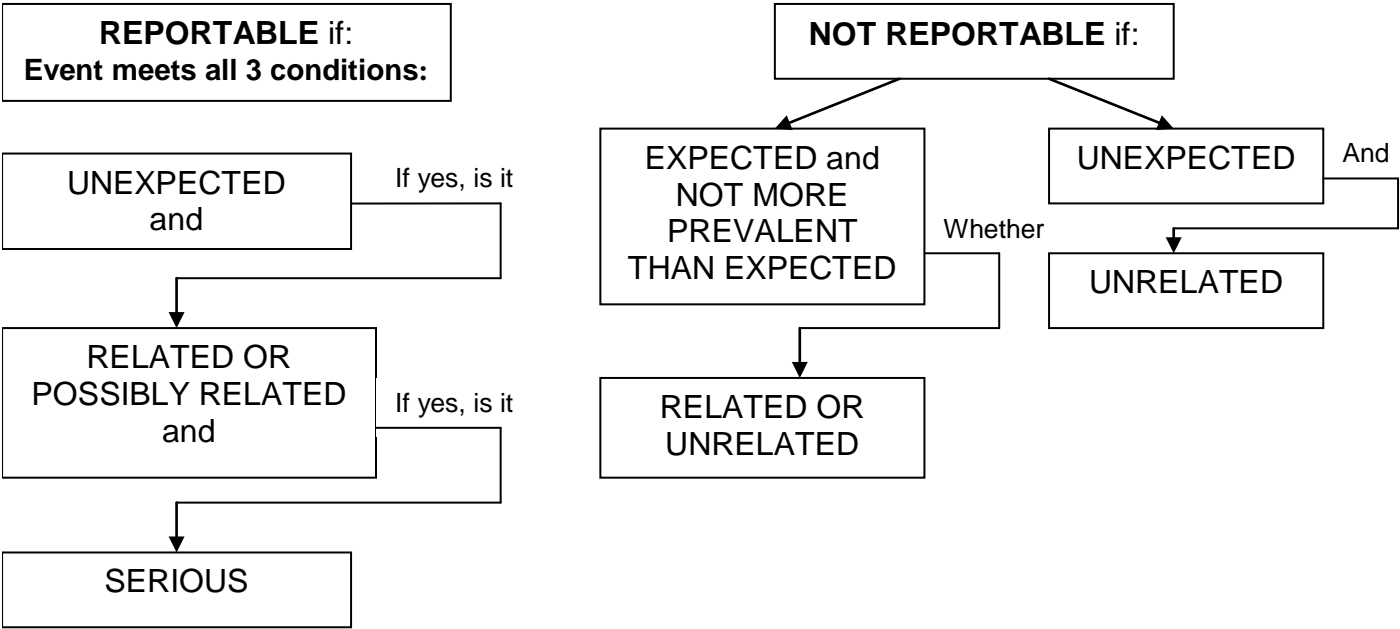 REPORTABLE if:
Event meets all 3 conditions:
UNEXPECTED
and
If yes, is it
RELATED OR
POSSIBLY RELATED
and
If yes, is it
SERIOUS
NOT REPORTABLE if:
EXPECTED and
NOT MORE
PREVALENT
THAN EXPECTED
Whether
RELATED OR
UNRELATED
UNEXPECTED
And
UNRELATED